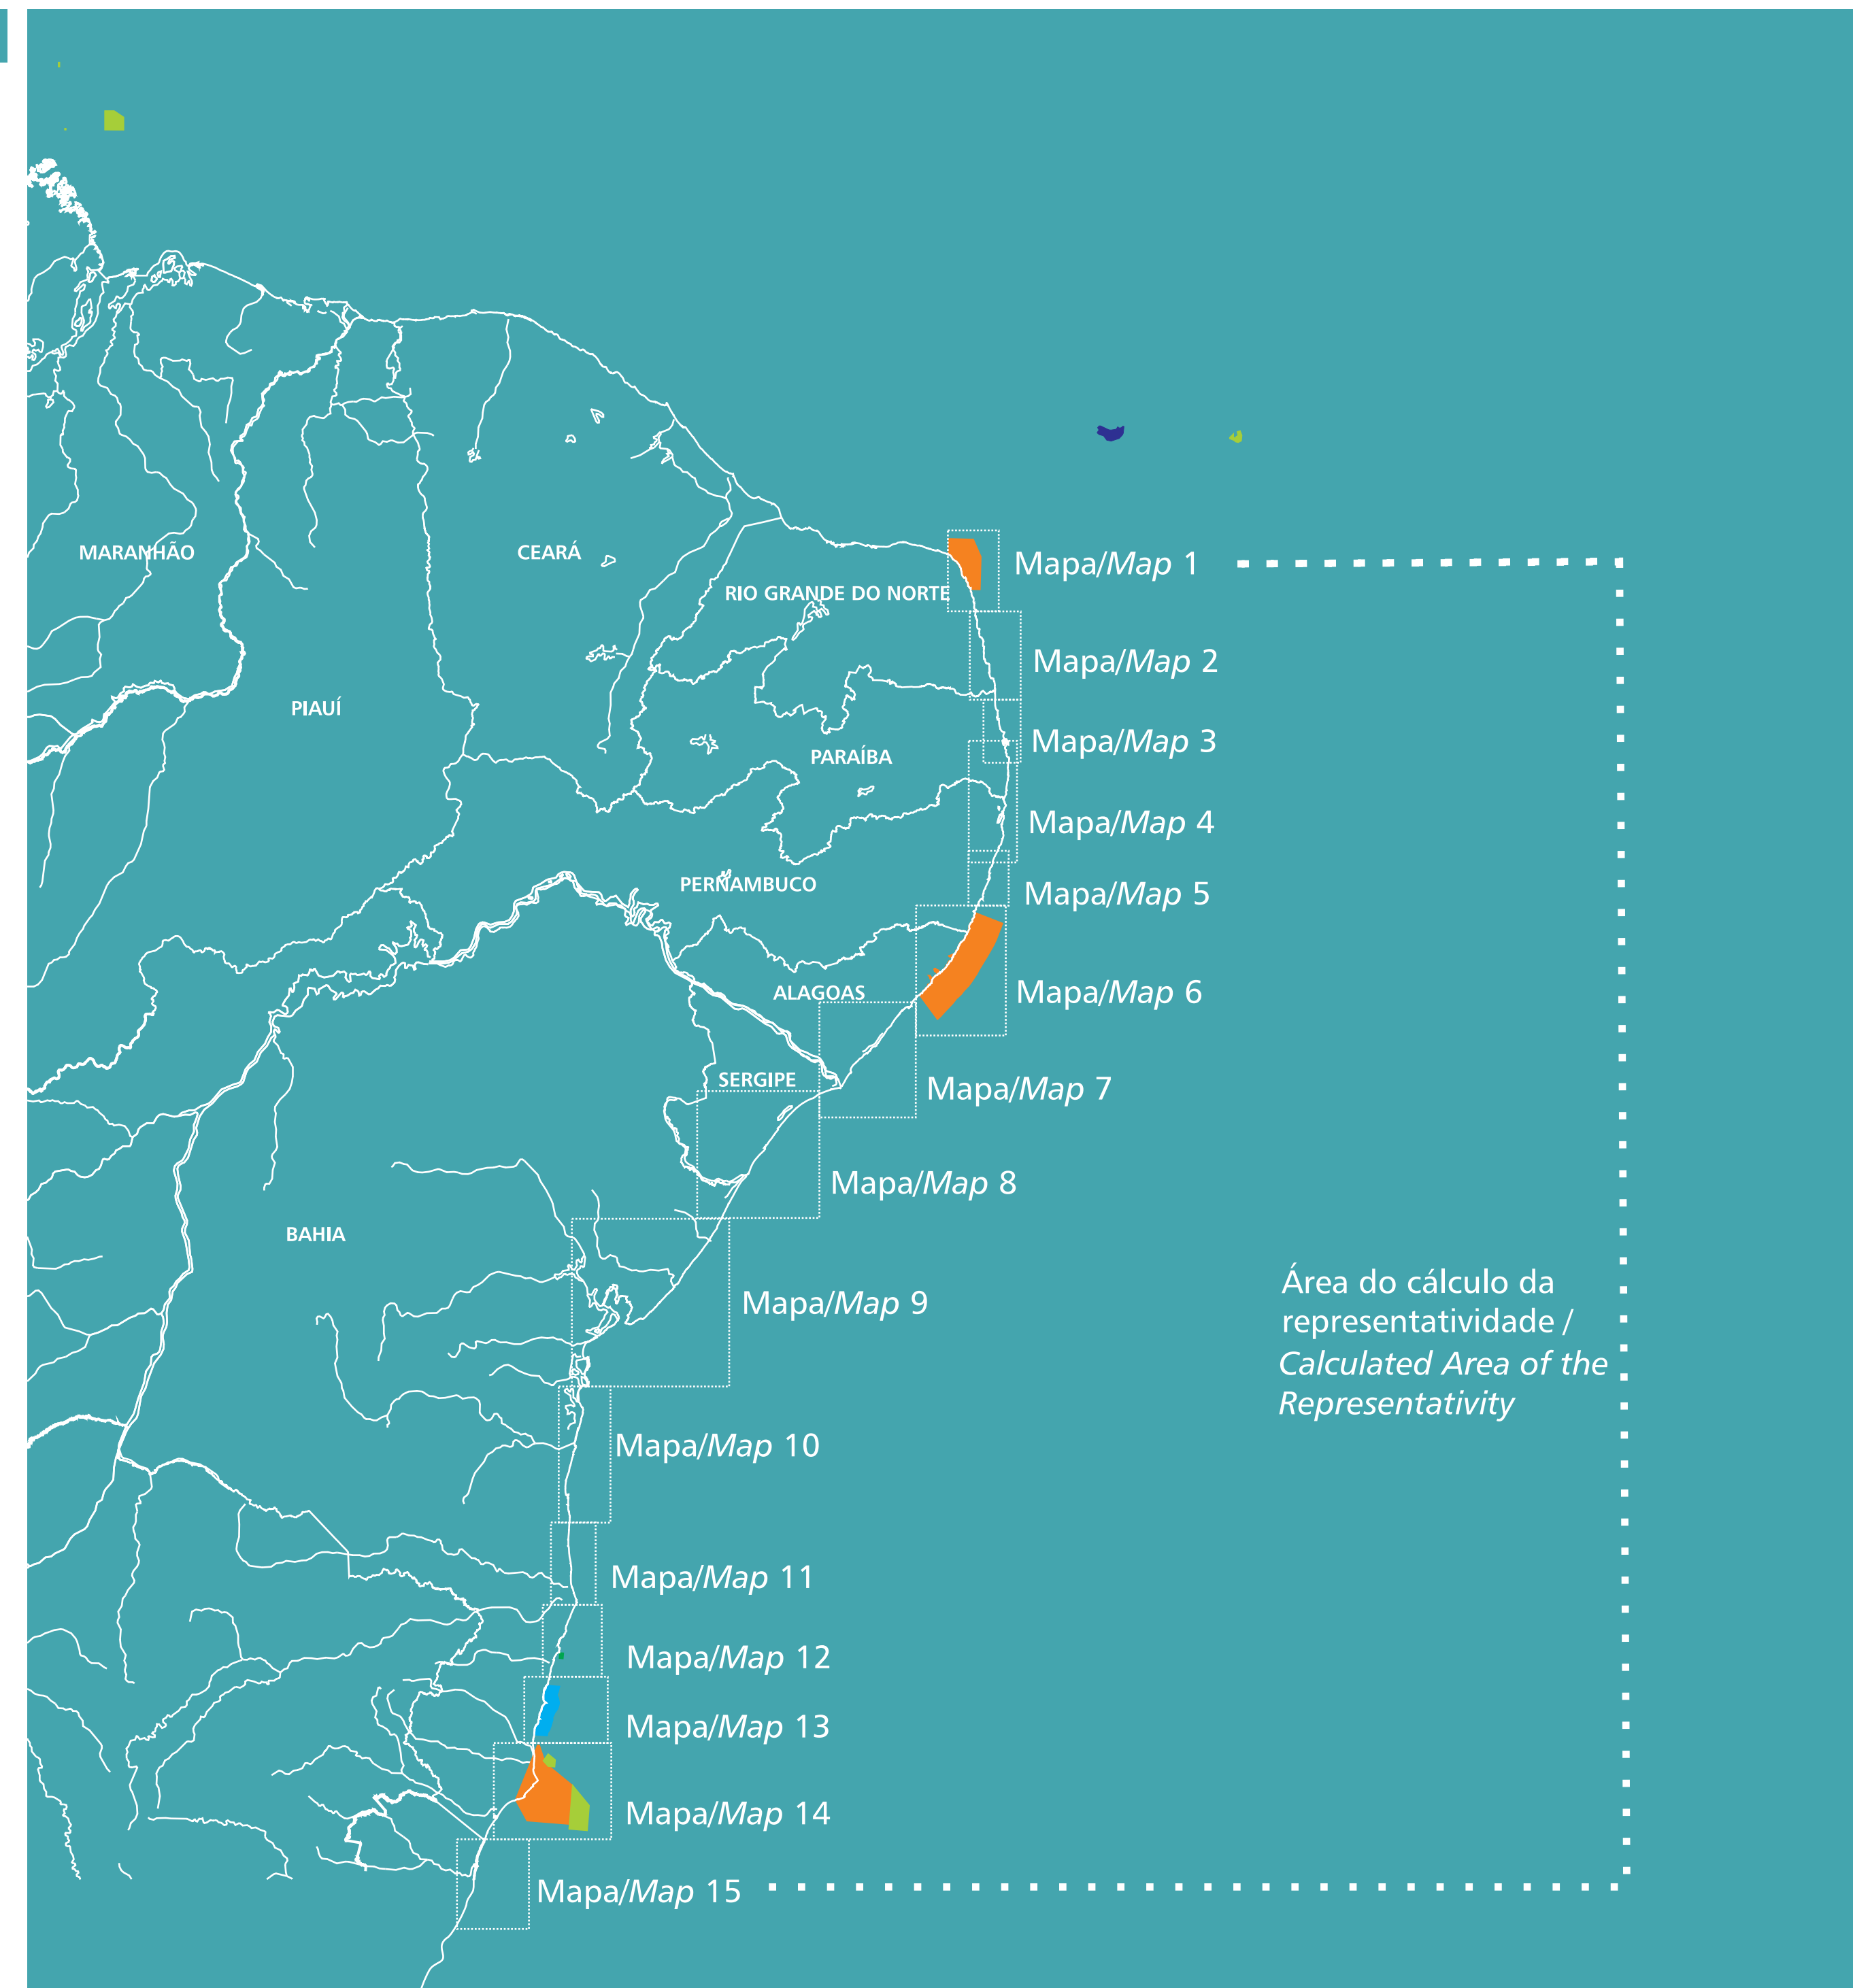 MARANHÃO
CEARÁ
Mapa/Map 1
RIO GRANDE DO NORTE
Mapa/Map 2
PIAUÍ
Mapa/Map 3
PARAÍBA
Mapa/Map 4
PERNAMBUCO
Mapa/Map 5
ALAGOAS
Mapa/Map 6
SERGIPE
Mapa/Map 7
Mapa/Map 8
BAHIA
Mapa/Map 9
Área do cálculo da
representatividade /
Calculated Area of the
Representativity
Mapa/Map 10
Mapa/Map 11
Mapa/Map 12
Mapa/Map 13
Mapa/Map 14
Mapa/Map 15